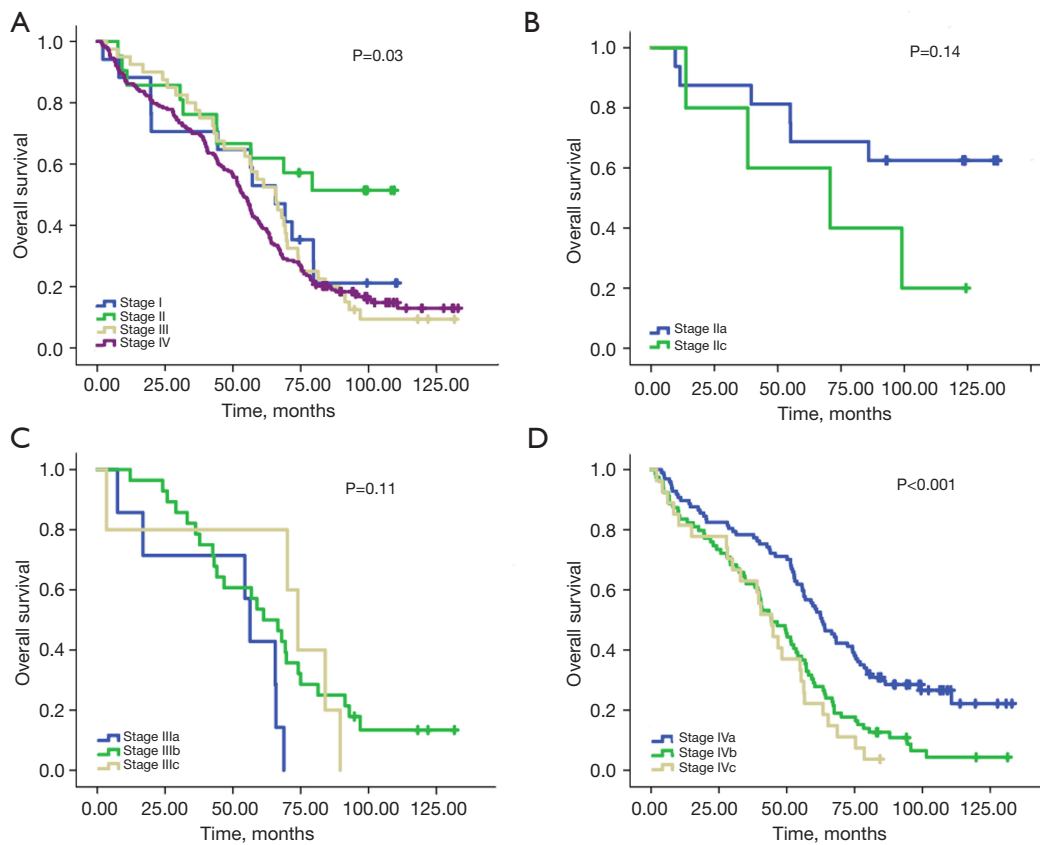 A
P=0.03
Overall survival
1.0
0.8
0.6
0.4
0.2
0.0
Stage I
Stage II
Stage III
Stage IV
0.00 25.00 50.00 75.00 100.00 125.00
Time, months
B
P=0.14
Overall survival
1.0
0.8
0.6
0.4
0.2
0.0
Stage IIa
Stage IIc
0.00 25.00 50.00 75.00 100.00 125.00
Time, months
C
P=0.11
Overall survival
1.0
0.8
0.6
0.4
0.2
0.0
Stage IIIa
Stage IIIb
Stage IIIc
0.00 25.00 50.00 75.00 100.00 125.00
Time, months
D
P<0.001
Overall survival
1.0
0.8
0.6
0.4
0.2
0.0
Stage IVa
Stage IVb
Stage IVc
0.00 25.00 50.00 75.00 100.00 125.00
Time, months